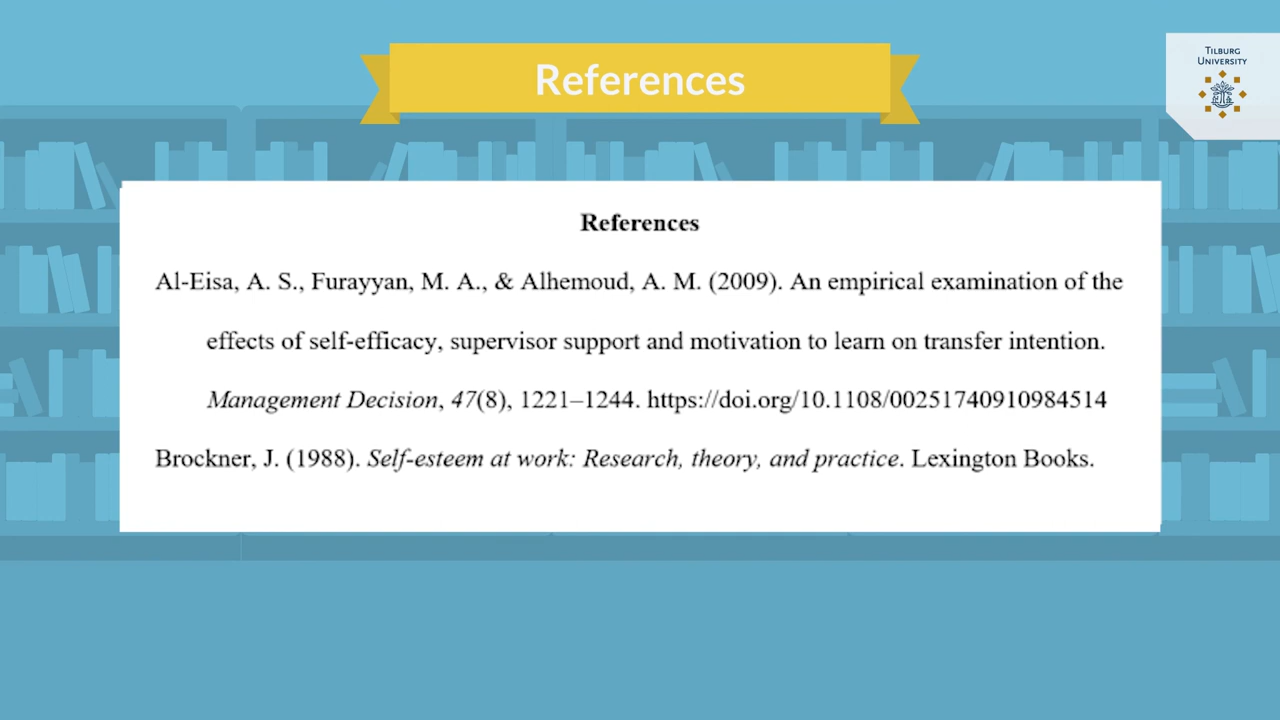 References
TILBURG
UNIVERSITY
References
Al-Eisa, A. S., Furayyan, M. A., & Alhemoud, A. M. (2009). An empirical examination of the
effects of self-efficacy, supervisor support and motivation to learn on transfer intention.
Management Decision, 47(8), 1221–1244. https://doi.org/10.1108/00251740910984514
Brockner, J. (1988). Self-esteem at work: Research, theory, and practice. Lexington Books.